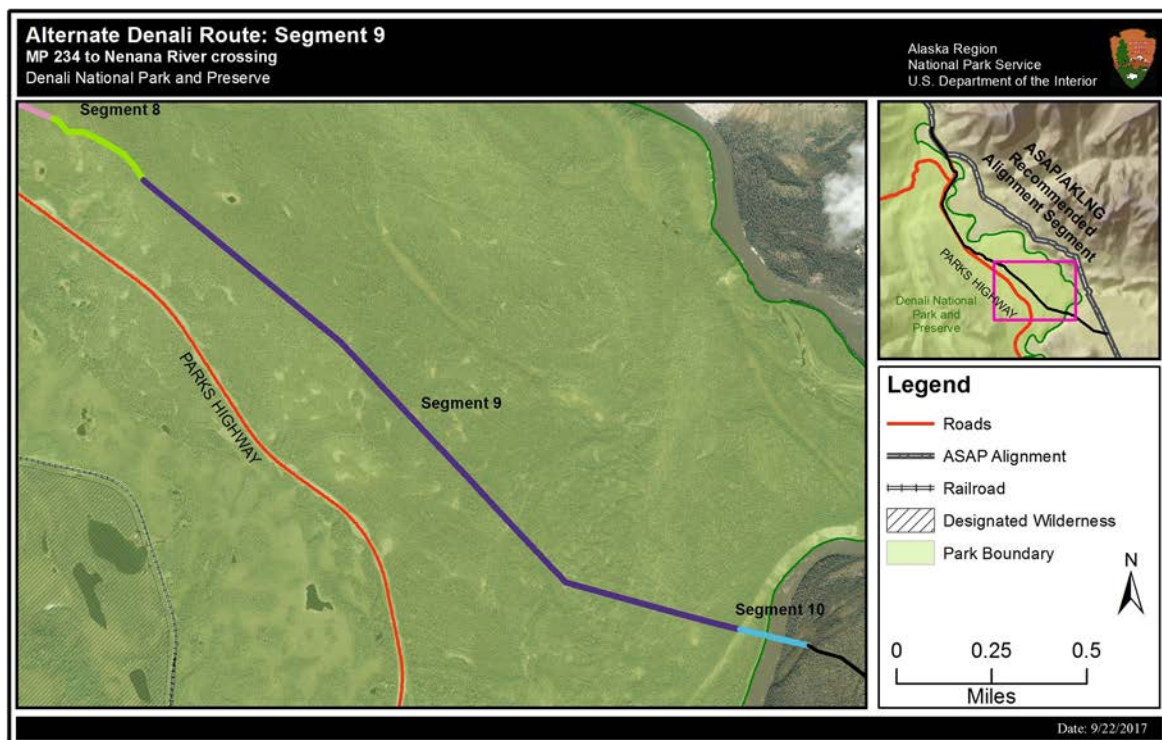 Alternate Denali Route: Segment 9
MP 234 to Nenana River crossing
Denali National Park and Preserve
Alaska Region
National Park Service
U.S. Department of the Interior
Segment 8
Segment 9
PARKS HIGHWAY
Segment 10
ASAP/AKLNG
Recommended
Alignment Segment
PARKS HIGHWAY
Denali National
Park and
Preserve
Legend
Roads
ASAP Alignment
Railroad
Designated Wilderness
Park Boundary
N
0 0.25 0.5
Miles
Date: 9/22/2017